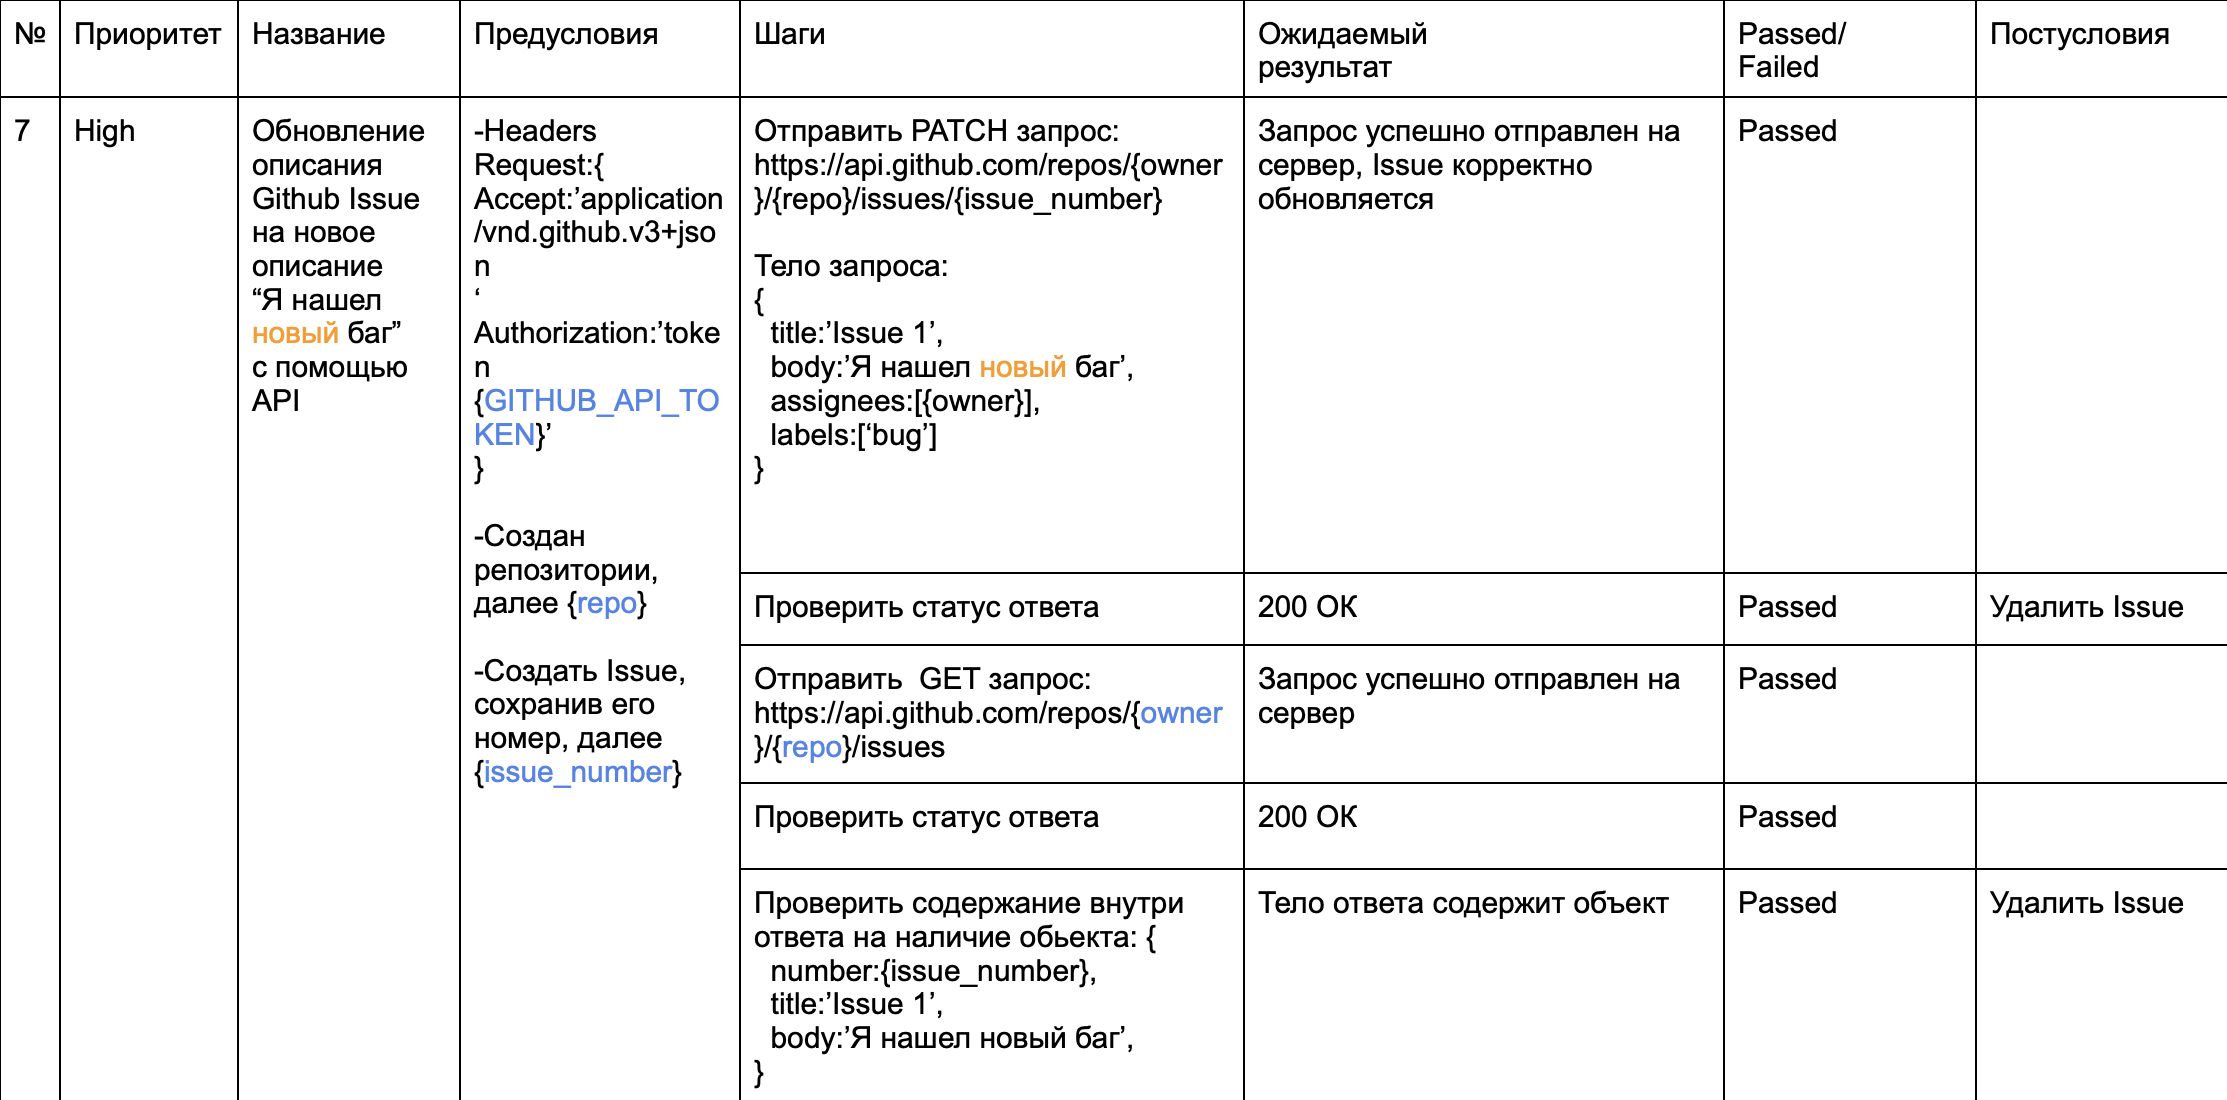 №
Приоритет
Название
Предусловия
Шаги
Ожидаемый
результат
Passed/
Failed
Постусловия
7
High
Обновление
описания
Github Issue
на новое
описание
“Я нашел
новый баг”
с помощью
API
-Headers
Request:{
Accept:’application
/vnd.github.v3+jso
n
‘
Authorization:’toke
n
{GITHUB_API_TO
KEN}’
}
-Создан
репозитории,
далее {repo}
-Создать Issue,
сохранив его
номер, далее
{issue_number}
Отправить PATCH запрос:
https://api.github.com/repos/{owner
}/{repo}/issues/{issue_number}
Тело запроса:
{
title:’Issue 1’,
body:’Я нашел новый баг’,
assignees:[{owner}],
labels:[‘bug’]
}
Запрос успешно отправлен на
сервер, Issue корректно
обновляется
Passed
Проверить статус ответа
200 ОК
Passed
Удалить Issue
Отправить  GET запрос:
https://api.github.com/repos/{owner
}/{repo}/issues
Запрос успешно отправлен на
сервер
Passed
Проверить статус ответа
200 ОК
Passed
Проверить содержание внутри
ответа на наличие обьекта: {
number:{issue_number},
title:’Issue 1’,
body:’Я нашел новый баг’,
}
Тело ответа содержит объект
Passed
Удалить Issue